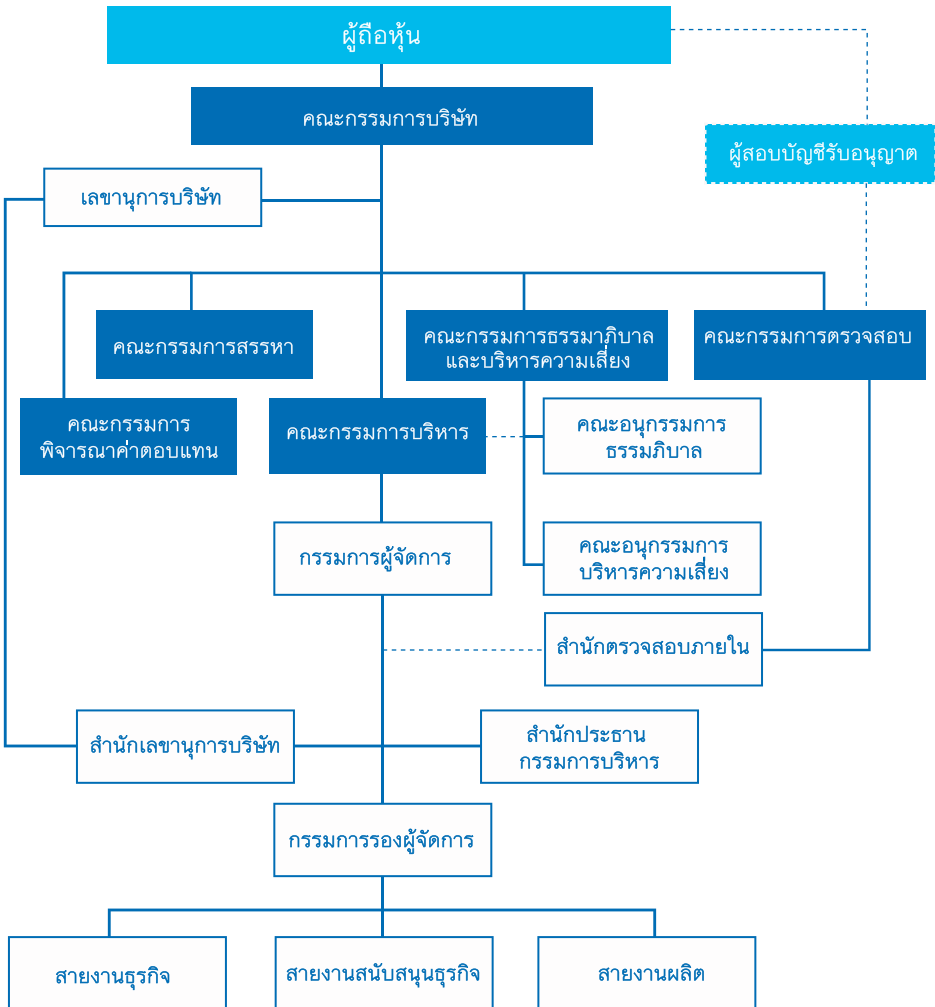 ผู้ถือหุ้น
คณะกรรมการบริษัท
ผู้สอบบัญชีรับอนุญาต
เลขานุการบริษัท
คณะกรรมการสรรหา
คณะกรรมการธรรมาภิบาล
และบริหารความเสี่ยง
คณะกรรมการตรวจสอบ
คณะกรรมการ
พิจารณาค่าตอบแทน
คณะกรรมการบริหาร
คณะอนุกรรมการ
ธรรมภิบาล
กรรมการผู้จัดการ
คณะอนุกรรมการ
บริหารความเสี่ยง
สำนักตรวจสอบภายใน
สำนักเลขานุการบริษัท
สำนักประธาน
กรรมการบริหาร
กรรมการรองผู้จัดการ
สายงานธุรกิจ
สายงานสนับสนุนธุรกิจ
สายงานผลิต